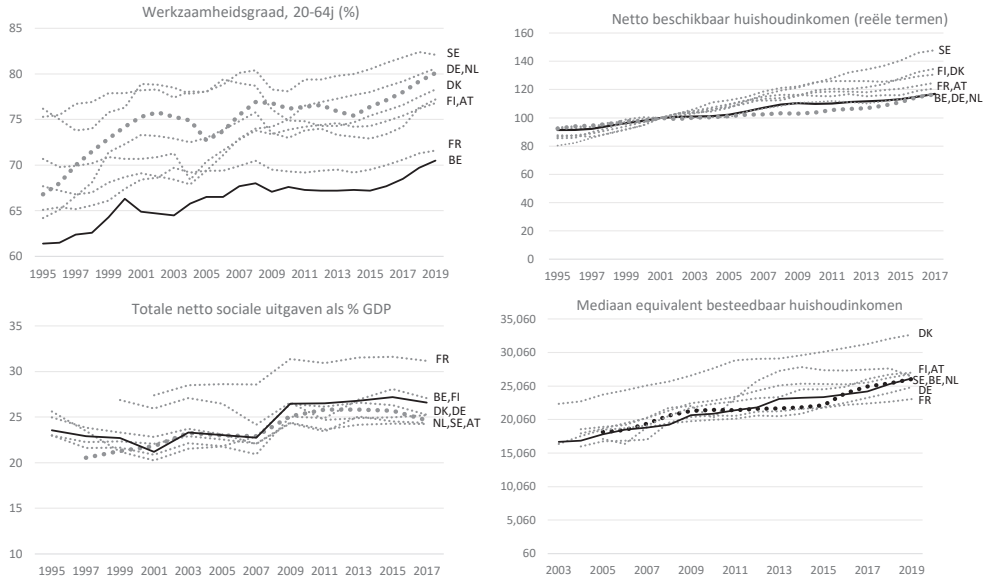 Werkzaamheidsgraad, 20-64j (%)
85
80
75
70
65
60
1995 1997 1999 2001 2003 2005 2007 2009 2011 2013 2015 2017 2019
SE
DE,NL
DK
FI,AT
FR
BE
Netto beschikbaar huishoudinkomen (reële termen)
160
140
120
100
80
60
40
20
0
1995 1997 1999 2001 2003 2005 2007 2009 2011 2013 2015 2017
SE
FI,DK
FR,AT
BE,DE,NL
Totale netto sociale uitgaven als % GDP
35
30
25
20
15
10
1995 1997 1999 2001 2003 2005 2007 2009 2011 2013 2015 2017
FR
BE,FI
DK,DE
NL,SE,AT
Mediaan equivalent besteedbaar huishoudinkomen
35,060
30,060
25,060
20,060
15,060
10,060
5,060
60
2003 2005 2007 2009 2011 2013 2015 2017 2019
DK
FI,AT
SE,BE,NL
DE
FR